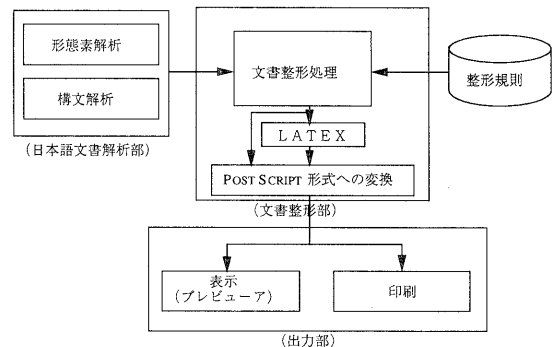 形態素解析
構文解析
(日本語文書解析部)
文書整形処理
整形規則
ＬＡＴＥＸ
POST SCRIPT 形式への変換
(文書整形部)
表示
(プレビューア)
印刷
(出力部)